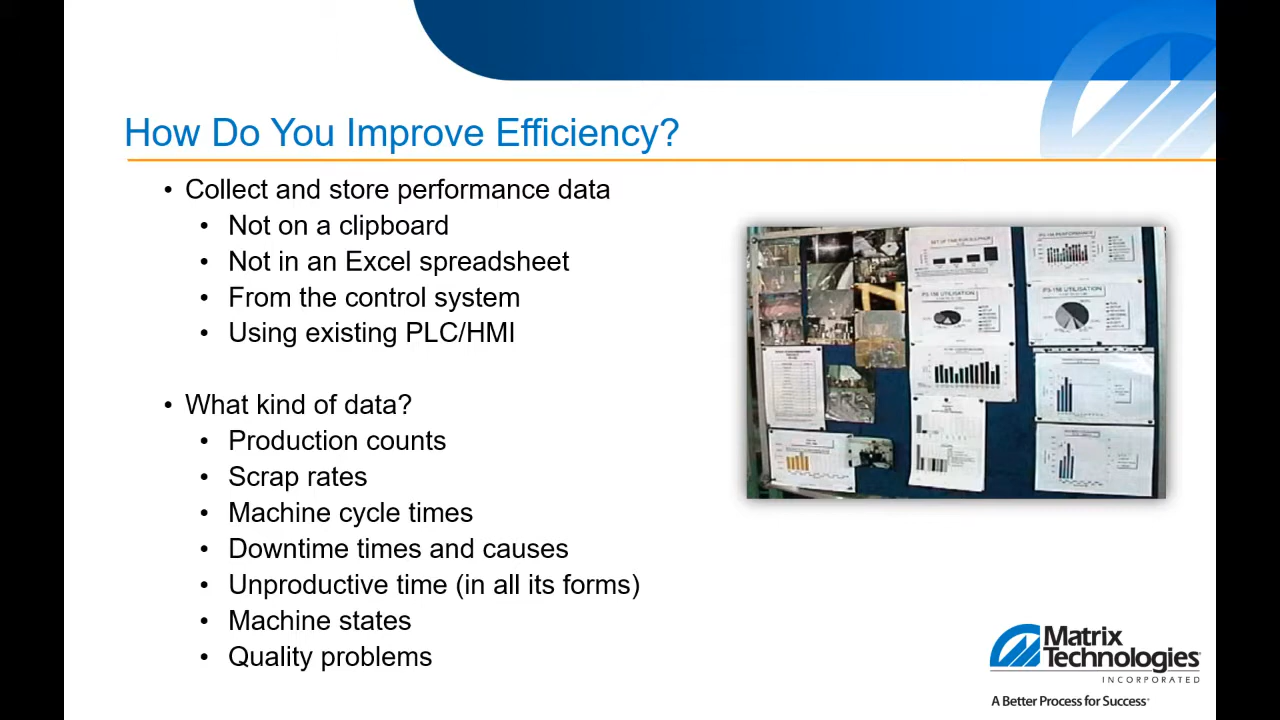 How Do You Improve Efficiency?
• Collect and store performance data
• Not on a clipboard
• Not in an Excel spreadsheet
• From the control system
• Using existing PLC/HMI
• What kind of data?
• Production counts
• Scrap rates
• Machine cycle times
• Downtime times and causes
• Unproductive time (in all its forms)
• Machine states
• Quality problems
UTILISATION
UTILISATION
Matrix
Technologies
INCORPORATED
A Better Process for Success